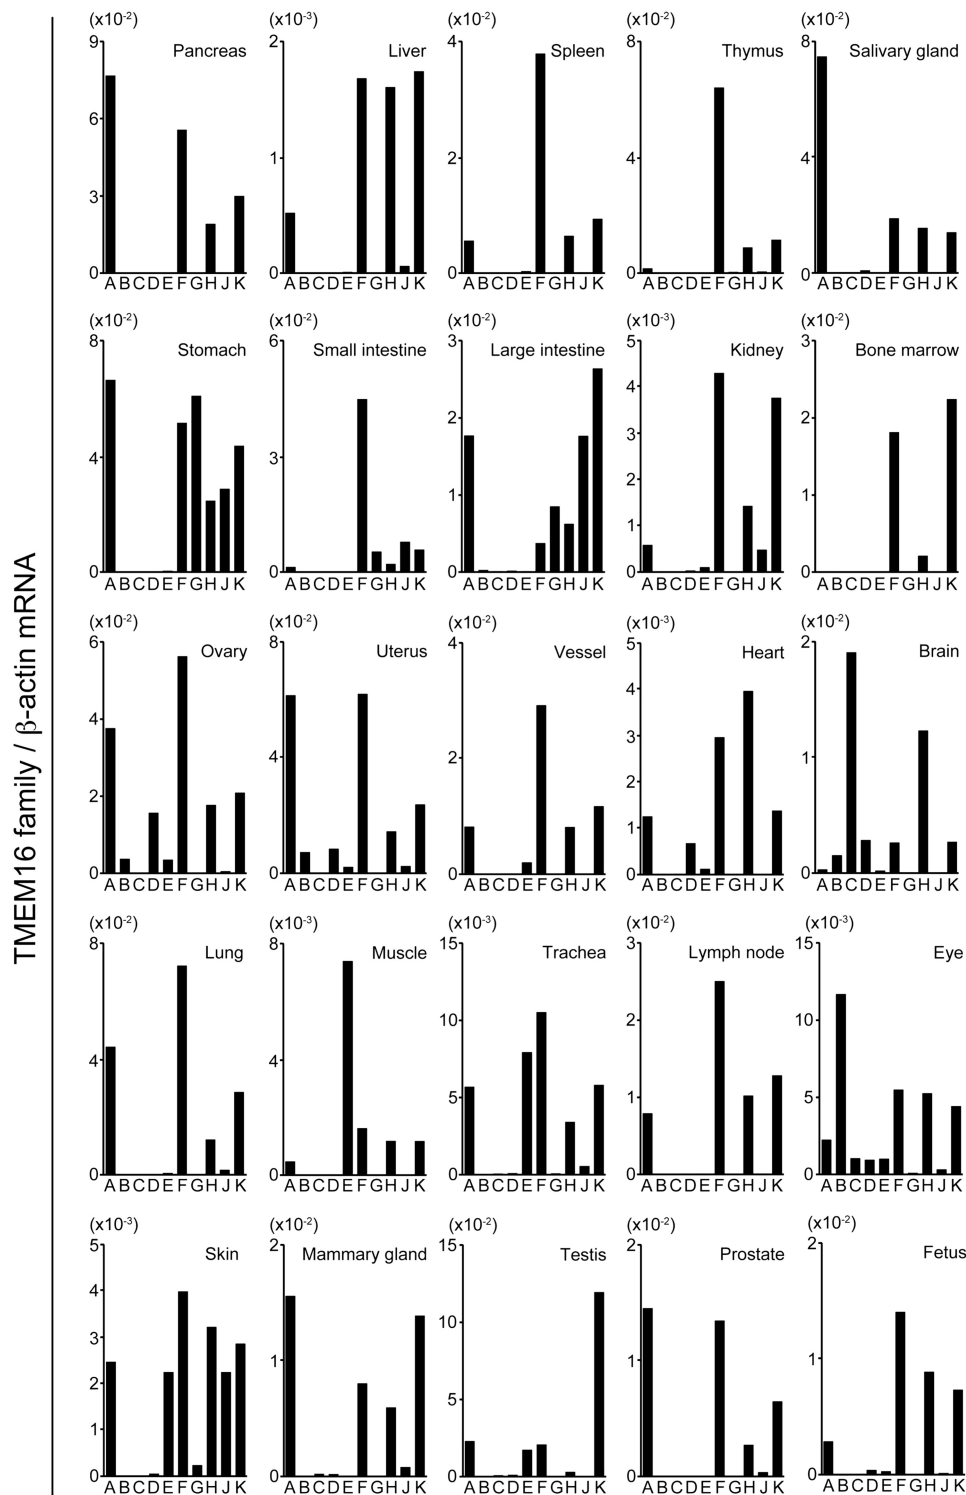 TMEM16 family / β-actin mRNA
(x10-2) (x10-3) (x10-2) (x10-2) (x10-2)
Pancreas Liver Spleen Thymus Salivary gland
9 2 4 8 8
6
3 1 2 4 4
0 0 0 0 0
ABCDEFGHJK ABCDEFGHJK ABCDEFGHJK ABCDEFGHJK ABCDEFGHJK
(x10-2) (x10-2) (x10-2) (x10-3) (x10-2)
Stomach Small intestine Large intestine Kidney Bone marrow
8 6 3 5 3
4
2 3 2
4 3
1 2 1
1
0 0 0 0 0
ABCDEFGHJK ABCDEFGHJK ABCDEFGHJK ABCDEFGHJK ABCDEFGHJK
(x10-2) (x10-2) (x10-2) (x10-3) (x10-2)
Ovary Uterus Vessel Heart Brain
6 8 4 5 2
4 4
4 2 3 1
2 2
1
0 0 0 0 0
ABCDEFGHJK ABCDEFGHJK ABCDEFGHJK ABCDEFGHJK ABCDEFGHJK
(x10-2) (x10-3) (x10-3) (x10-2) (x10-3)
Lung Muscle Trachea Lymph node Eye
8 8 15 3 15
10 2 10
4 4
5 1 5
0 0 0 0 0
ABCDEFGHJK ABCDEFGHJK ABCDEFGHJK ABCDEFGHJK ABCDEFGHJK
(x10-3) (x10-2) (x10-2) (x10-2) (x10-2)
Skin Mammary gland Testis Prostate Fetus
5 2 15 2 2
4
3 10
1 1 1
2 5
1
0 0 0 0 0
ABCDEFGHJK ABCDEFGHJK ABCDEFGHJK ABCDEFGHJK ABCDEFGHJK